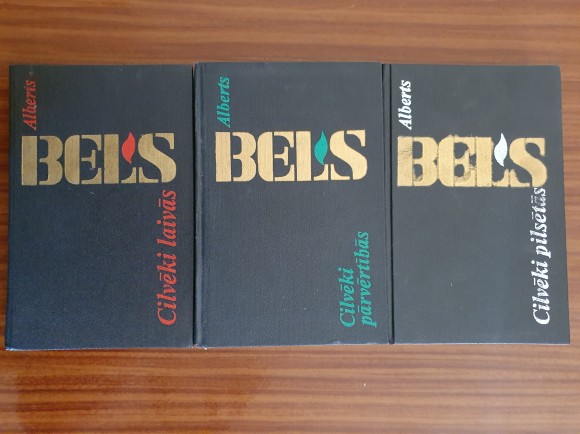 Alberts
BELS
Cilvēki laivās
Alberts
BELS
Cilvēki
pārvērtībās
Alberts
BELS
Cilvēki pilsētās